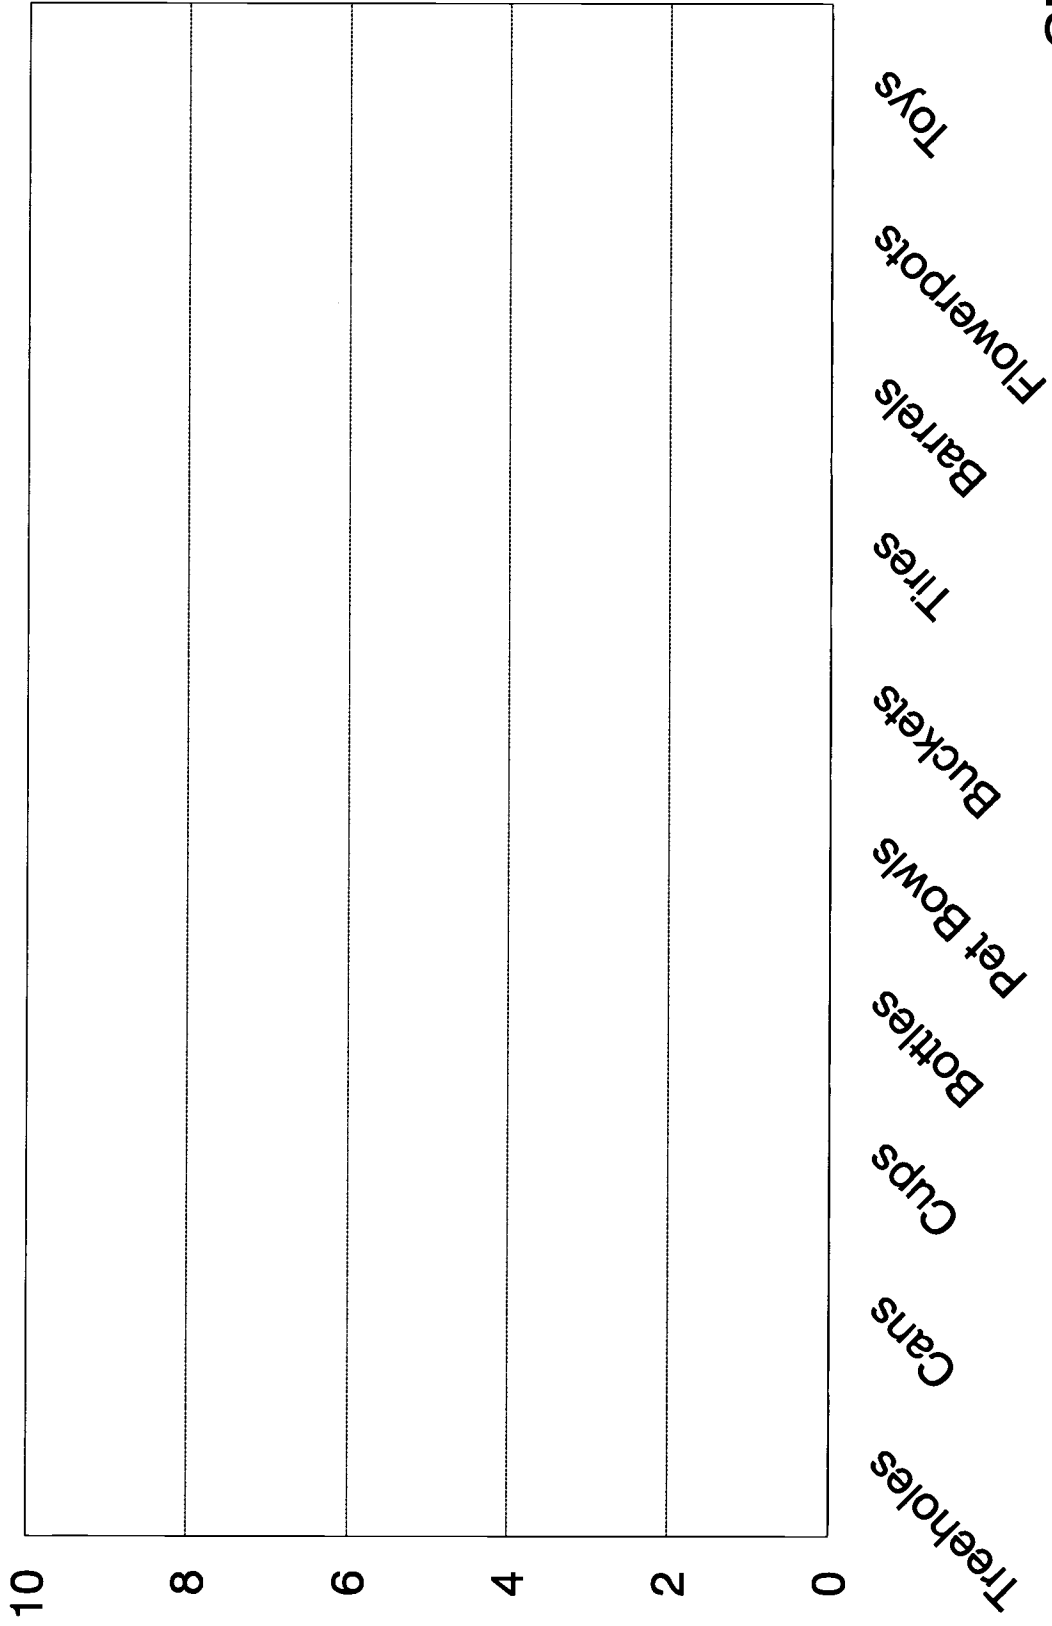 10
8
6
4
2
0
Treeholes
Cans
Cups
Bottles
Pet Bowls
Buckets
Tires
Barrels
Flowerpots
Toys